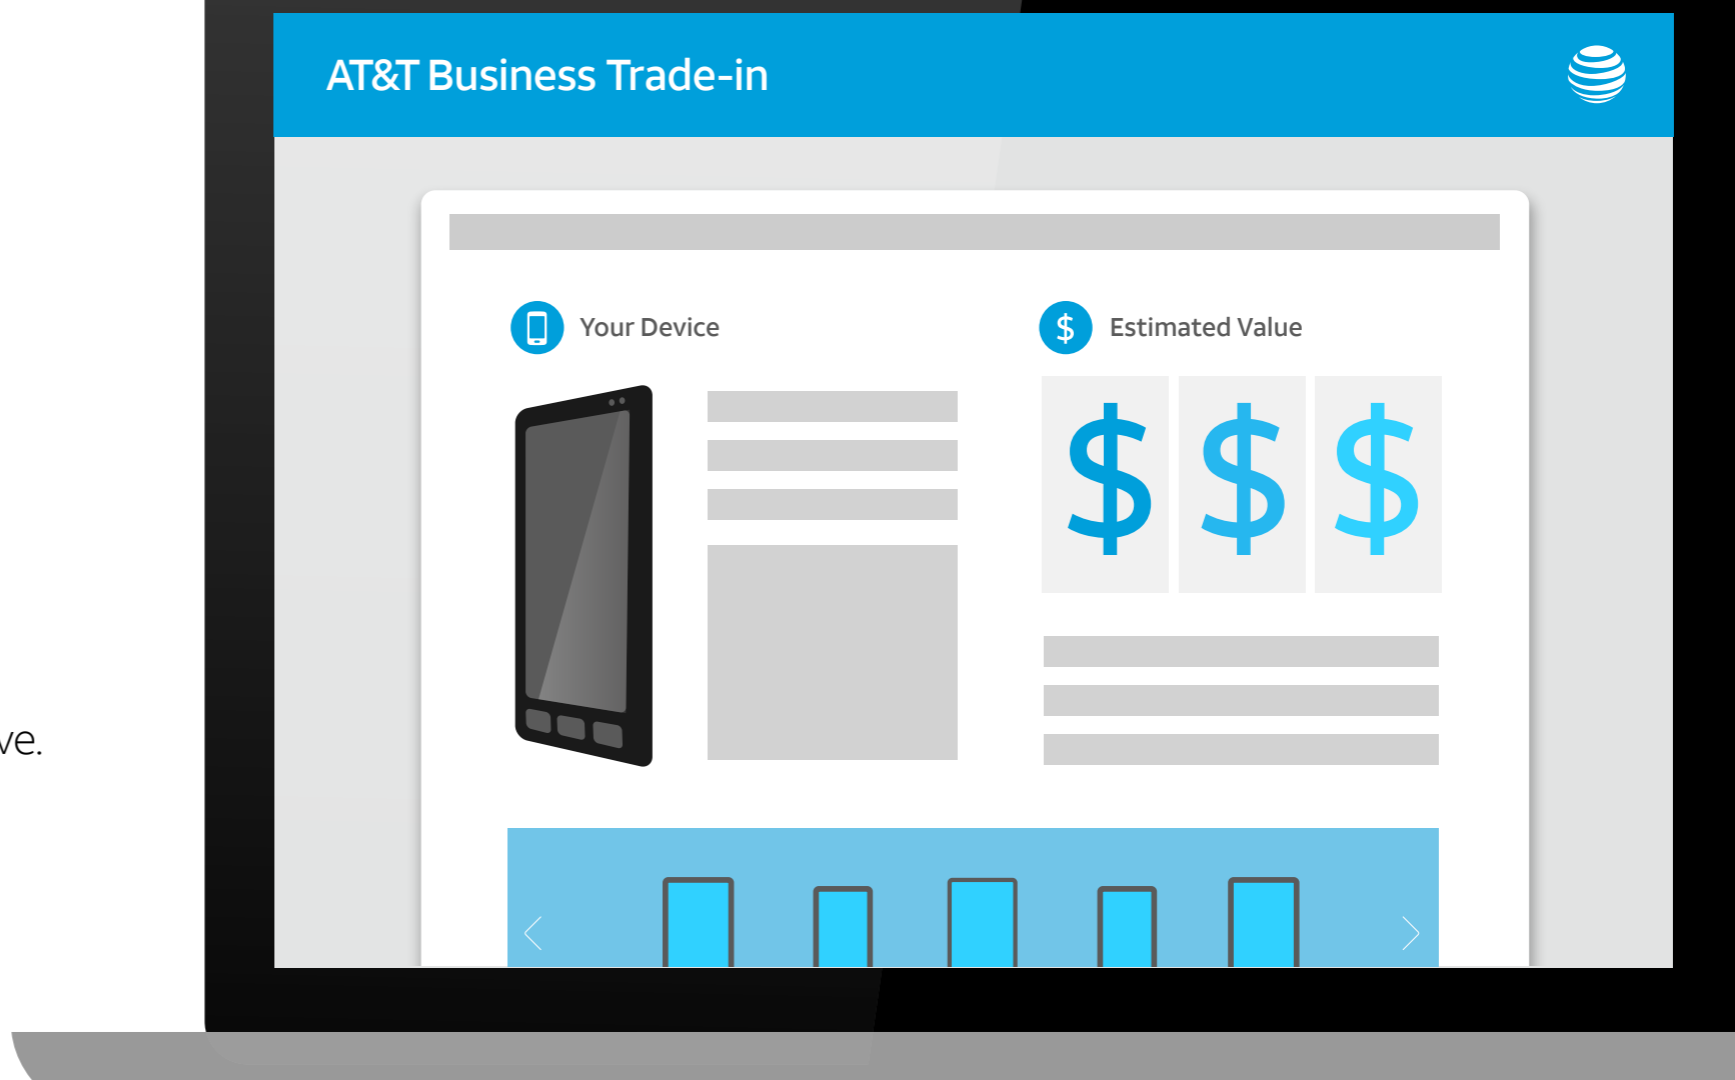 AT&T Business Trade-in
Your Device
$ Estimated Value
$ $ $
ve.